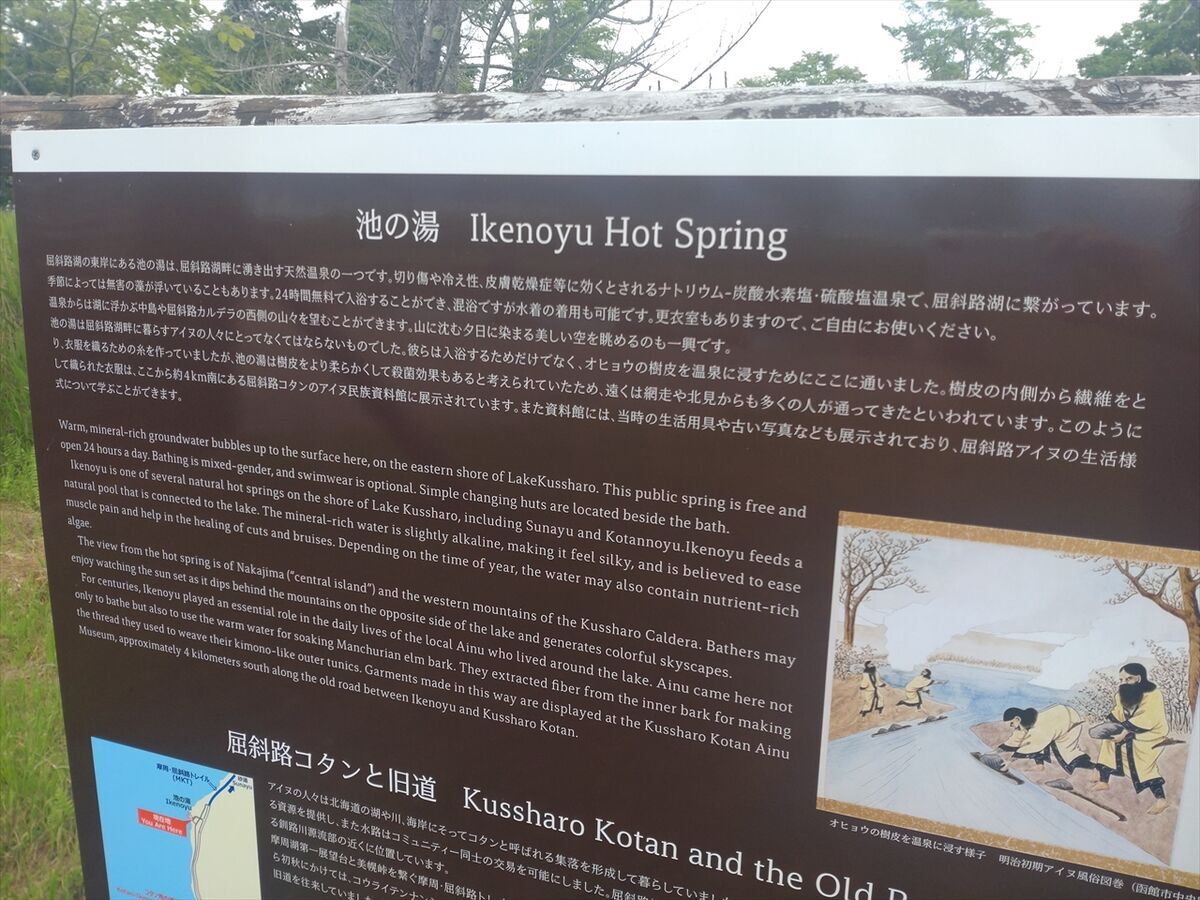 池の湯 Ikenoyu Hot Spring
屈斜路湖の東岸にある池の湯は、屈斜路湖畔に湧き出す天然温泉の一つです。切り傷や冷え性、皮膚乾燥症等に効くとされるナトリウム-炭酸水素塩・硫酸塩温泉で、屈斜路湖に繋がっています。
季節によっては無害の藻が浮いていることもあります。24時間無料で入浴することができ、混浴ですが水着の着用も可能です。更衣室もありますので、ご自由にお使いください。
温泉からは湖に浮かぶ中島や屈斜路カルデラの西側の山々を望むことができます。山に沈む夕日に染まる美しい空を眺めるのも一興です。
池の湯は屈斜路湖畔に暮らすアイヌの人々にとってなくてはならないものでした。彼らは入浴するためだけでなく、オヒョウの樹皮を温泉に浸すためにここに通いました。樹皮の内側から繊維をと
り、衣服を織るための糸を作っていましたが、池の湯は樹皮をより柔らかくして殺菌効果もあると考えられていたため、遠くは網走や北見からも多くの人が通ってきたといわれています。このように
して織られた衣服は、ここから約4km南にある屈斜路コタンのアイヌ民族資料館に展示されています。また資料館には、当時の生活用具や古い写真なども展示されており、屈斜路アイヌの生活様
式について学ぶことができます。
Warm, mineral-rich groundwater bubbles up to the surface here, on the eastern shore of LakeKussharo. This public spring is free and
open 24 hours a day. Bathing is mixed-gender, and swimwear is optional. Simple changing huts are located beside the bath.
Ikenoyu is one of several natural hot springs on the shore of Lake Kussharo, including Sunayu and Kotannoyu.Ikenoyu feeds a
natural pool that is connected to the lake. The mineral-rich water is slightly alkaline, making it feel silky, and is believed to ease
muscle pain and help in the healing of cuts and bruises. Depending on the time of year, the water may also contain nutrient-rich
algae.
The view from the hot spring is of Nakajima ("central island") and the western mountains of the Kussharo Caldera. Bathers may
enjoy watching the sun set as it dips behind the mountains on the opposite side of the lake and generates colorful skyscapes.
For centuries, Ikenoyu played an essential role in the daily lives of the local Ainu who lived around the lake. Ainu came here not
only to bathe but also to use the warm water for soaking Manchurian elm bark. They extracted fiber from the inner bark for making
the thread they used to weave their kimono-like outer tunics. Garments made in this way are displayed at the Kussharo Kotan Ainu
Museum, approximately 4 kilometers south along the old road between Ikenoyu and Kussharo Kotan.
オヒョウの樹皮を温泉に浸す様子 明治初期アイヌ風俗図巻（函館市中央
屈斜路コタンと旧道 Kussharo Kotan and the Old R
アイヌの人々は北海道の湖や川、海岸にそってコタンと呼ばれる集落を形成して暮らしていまし
る資源を提供し、また水路はコミュニティー同士の交易を可能にしました。屈斜
る釧路川源流部の近くに位置しています。
摩周湖第一展望台と美幌峠を繋ぐ摩周・屈斜路トレ
ら初秋にかけては、コウライテンナン
旧道を往来していまし
摩周・屈斜路トレイル
(MKT)
砂湯
Sunayu
池の湯
Ikenoyu
現在地
You Are Here